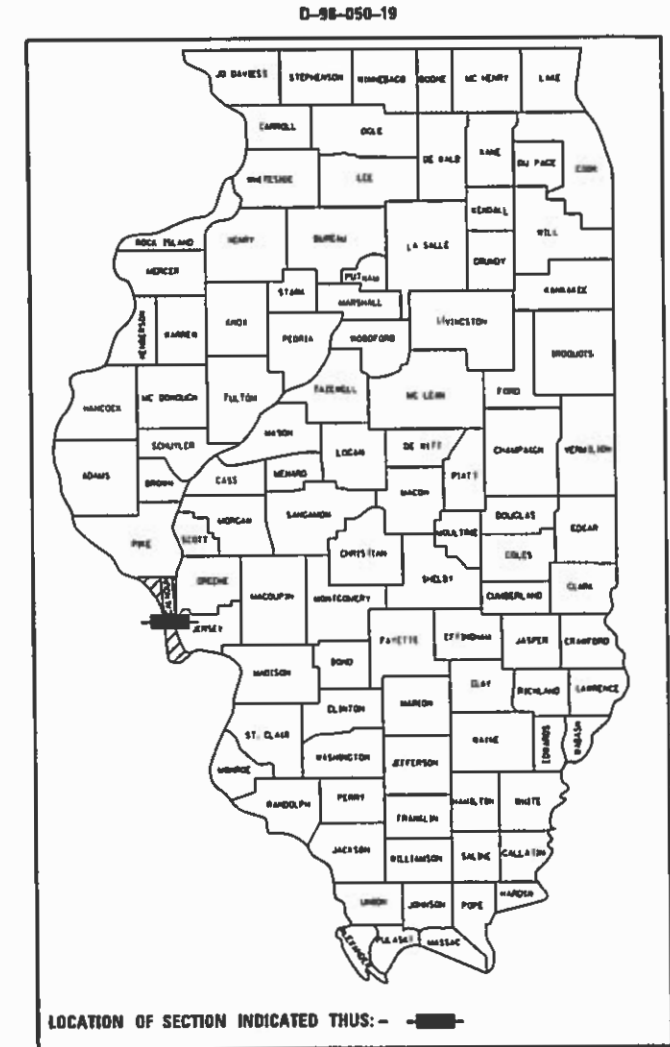 D-98-050-19
JO DAVIESS STEPHENSON WINNEBAGO BOONE MC HENRY LAKE
CARROLL OGLE DE KALB KANE DU PAGE COOK
WHITESIDE LEE
KENDALL WILL
ROCK ISLAND HENRY BUREAU LA SALLE GRUNDY
MERCER PUTNAM KANKAKEE
STARK MARSHALL
HENDERSON WARREN KNOX PEORIA WOODFORD LIVINGSTON IROQUOIS
HANCOCK MC DONOUGH FULTON TAZEWELL MC LEAN FORD
SCHUYLER MASON LOGAN DE WITT CHAMPAIGN VERMILION
ADAMS BROWN CASS MENARD MACON PIATT
PIKE SCOTT MORGAN SANGAMON MOULTRIE DOUGLAS EDGAR
CHRISTIAN COLES
CALHOUN GREENE MACOUPIN MONTGOMERY SHELBY CUMBERLAND CLARK
JERSEY FAYETTE EFFINGHAM JASPER CRAWFORD
MADISON BOND CLAY RICHLAND LAWRENCE
CLINTON MARION
ST. CLAIR WASHINGTON JEFFERSON WAYNE EDWARDS WABASH
MONROE
RANDOLPH PERRY HAMILTON WHITE
FRANKLIN
JACKSON WILLIAMSON SALINE GALLATIN
UNION JOHNSON POPE HARDIN
ALEXANDER PULASKI MASSAC
LOCATION OF SECTION INDICATED THUS: -